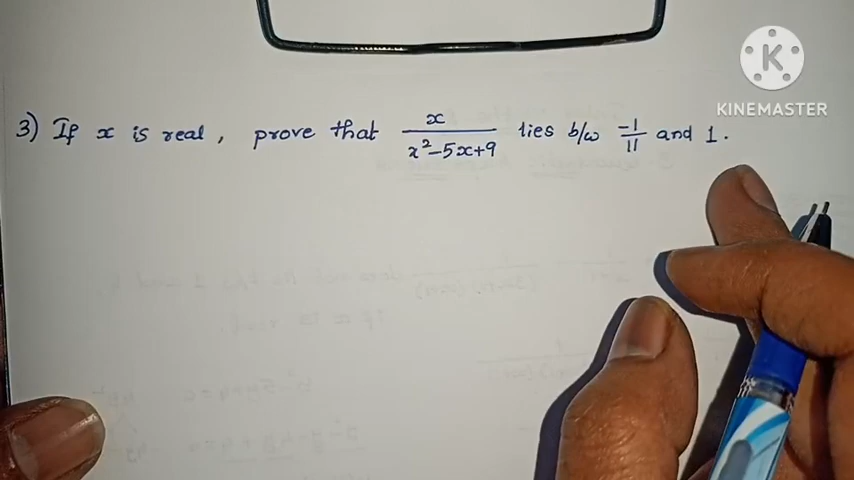 KINEMASTER
3) If x is real, prove that x/(x²-5x+9) lies b/w -1/11 and 1.